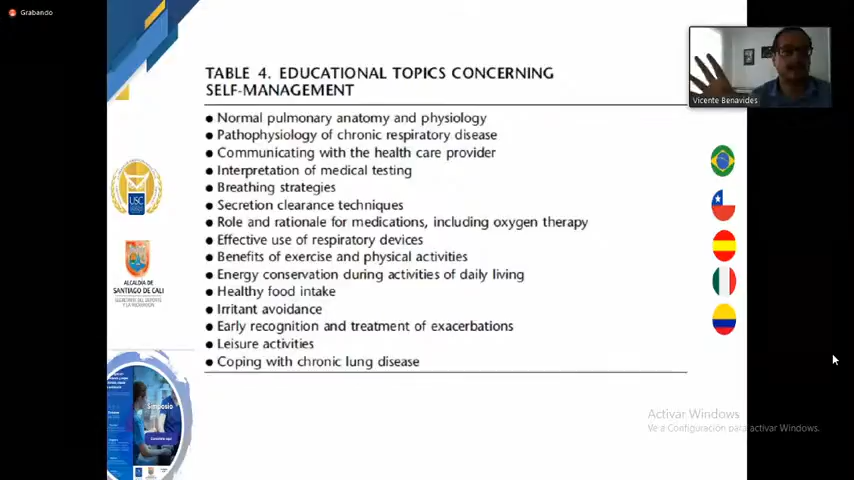 Grabando
TABLE 4. EDUCATIONAL TOPICS CONCERNING
SELF-MANAGEMENT
● Normal pulmonary anatomy and physiology
● Pathophysiology of chronic respiratory disease
● Communicating with the health care provider
● Interpretation of medical testing
● Breathing strategies
● Secretion clearance techniques
● Role and rationale for medications, including oxygen therapy
● Effective use of respiratory devices
● Benefits of exercise and physical activities
● Energy conservation during activities of daily living
● Healthy food intake
● Irritant avoidance
● Early recognition and treatment of exacerbations
● Leisure activities
● Coping with chronic lung disease
Vicente Benavides
USC
ALCALDÍA DE
SANTIAGO DE CALI
Simposio
Activar Windows
Ve a Configuración para activar Windows.